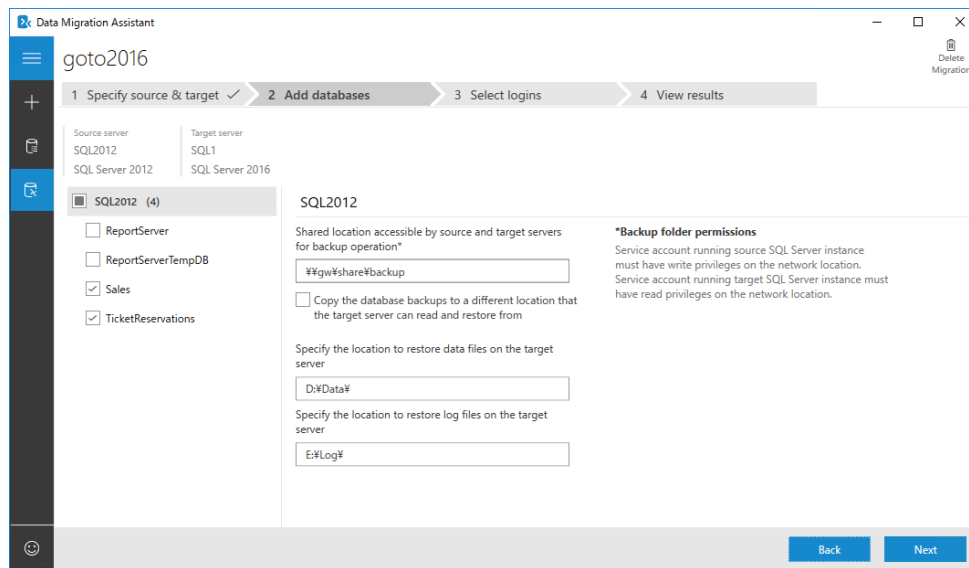 Data Migration Assistant
goto2016
Delete
Migration
1 Specify source & target
2 Add databases
3 Select logins
4 View results
Source server
SQL2012
SQL Server 2012
Target server
SQL1
SQL Server 2016
SQL2012 (4)
ReportServer
ReportServerTempDB
Sales
TicketReservations
SQL2012
Shared location accessible by source and target servers
for backup operation*
¥¥gw¥share¥backup
Copy the database backups to a different location that
the target server can read and restore from
Specify the location to restore data files on the target
server
D:¥Data¥
Specify the location to restore log files on the target
server
E:¥Log¥
*Backup folder permissions
Service account running source SQL Server instance
must have write privileges on the network location.
Service account running target SQL Server instance must
have read privileges on the network location.
Back
Next